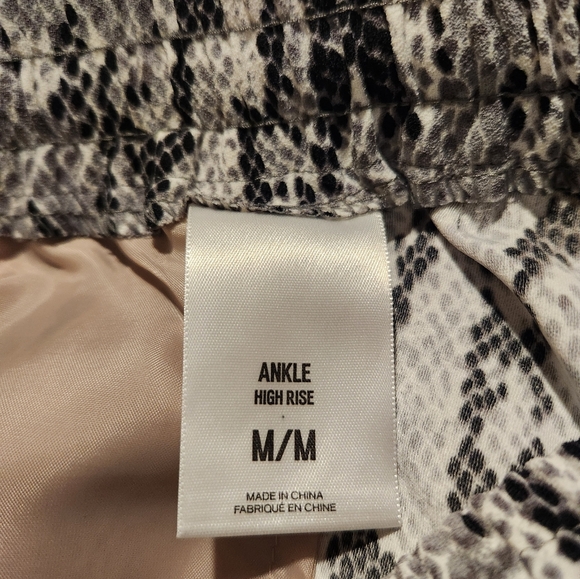 ANKLE
HIGH RISE
M/M
MADE IN CHINA
FABRIQUÉ EN CHINE